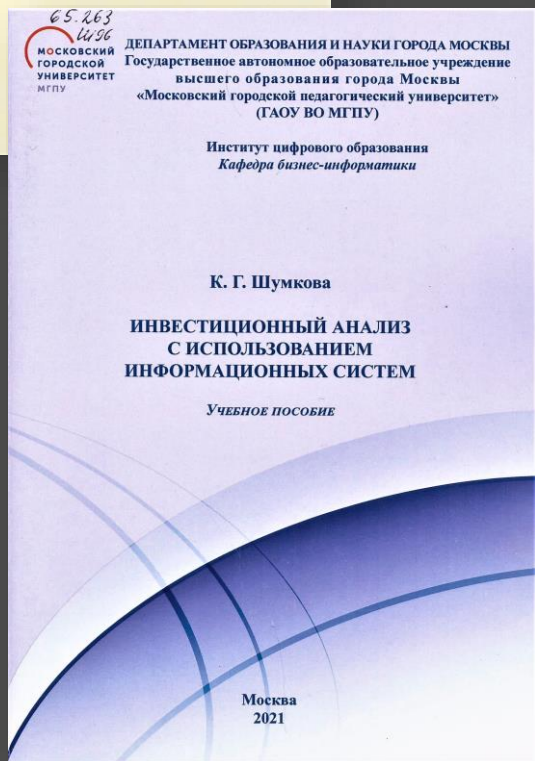 65.263
Ш96
МОСКОВСКИЙ
ГОРОДСКОЙ
УНИВЕРСИТЕТ
МГПУ
ДЕПАРТАМЕНТ ОБРАЗОВАНИЯ И НАУКИ ГОРОДА МОСКВЫ
Государственное автономное образовательное учреждение
высшего образования города Москвы
«Московский городской педагогический университет»
(ГАОУ ВО МГПУ)
Институт цифрового образования
Кафедра бизнес-информатики
К. Г. Шумкова
ИНВЕСТИЦИОННЫЙ АНАЛИЗ
С ИСПОЛЬЗОВАНИЕМ
ИНФОРМАЦИОННЫХ СИСТЕМ
УЧЕБНОЕ ПОСОБИЕ
Москва
2021